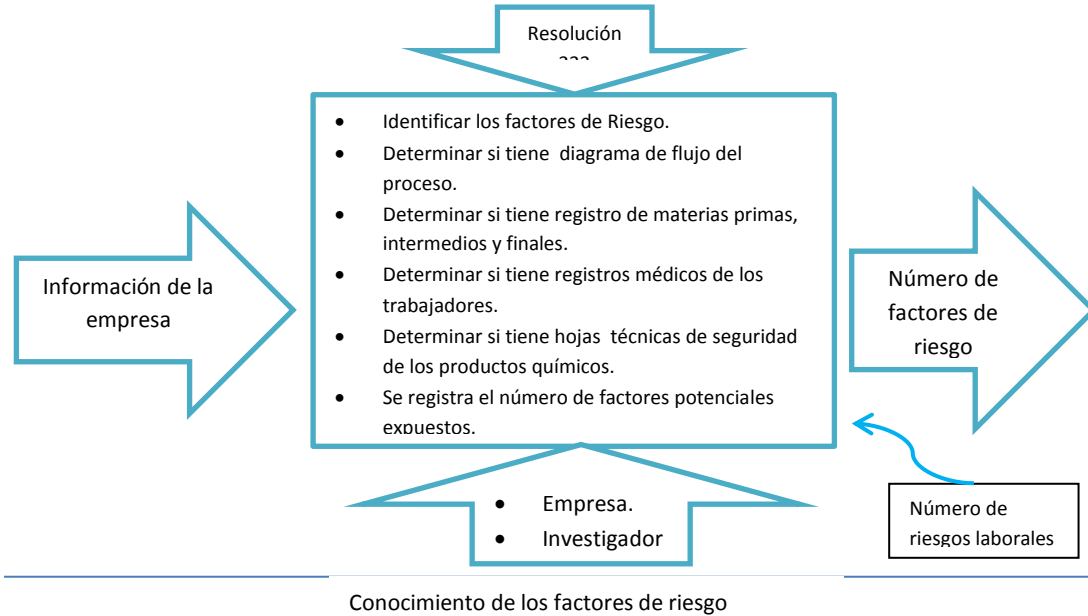 Resolución
• Identificar los factores de Riesgo.
• Determinar si tiene diagrama de flujo del
proceso.
• Determinar si tiene registro de materias primas,
intermedios y finales.
• Determinar si tiene registros médicos de los
trabajadores.
• Determinar si tiene hojas técnicas de seguridad
de los productos químicos.
• Se registra el número de factores potenciales
expuestos.
Información de la
empresa
Número de
factores de
riesgo
• Empresa.
• Investigador
Número de
riesgos laborales
Conocimiento de los factores de riesgo